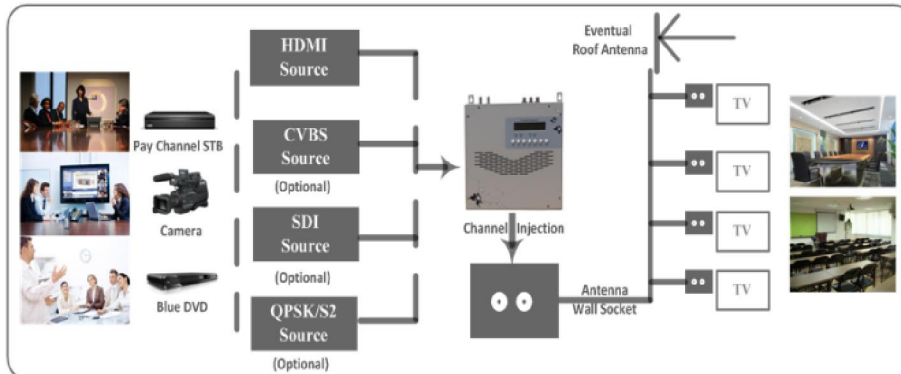 HDMI
Source
Pay Channel STB
CVBS
Source
(Optional)
Camera
SDI
Source
(Optional)
Blue DVD
QPSK/S2
Source
(Optional)
Channel Injection
Antenna
Wall Socket
Eventual
Roof Antenna
TV
TV
TV
TV